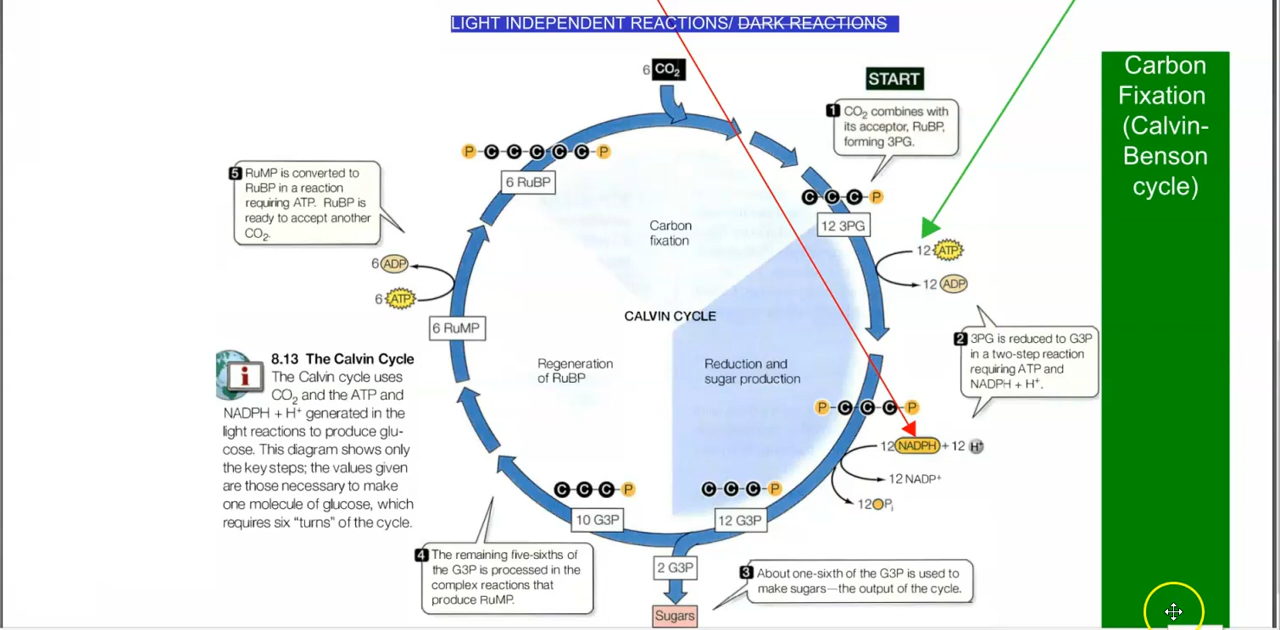 LIGHT INDEPENDENT REACTIONS/ DARK REACTIONS
6 CO₂
START
1 CO₂ combines with
its acceptor, RuBP,
forming 3PG.
Carbon
Fixation
(Calvin-
Benson
cycle)
5 RuMP is converted to
RuBP in a reaction
requiring ATP. RuBP is
ready to accept another
CO₂.
P-C-C-C-C-C-P
6 RuBP
C-C-C-P
12 3PG
Carbon
fixation
12 ATP
12 ADP
6 ADP
6 ATP
6 RuMP
CALVIN CYCLE
2 3PG is reduced to G3P
in a two-step reaction
requiring ATP and
NADPH + H⁺.
Regeneration
of RuBP
Reduction and
sugar production
8.13 The Calvin Cycle
The Calvin cycle uses
CO₂ and the ATP and
NADPH + H⁺ generated in the
light reactions to produce glu-
cose. This diagram shows only
the key steps; the values given
are those necessary to make
one molecule of glucose, which
requires six “turns” of the cycle.
i
P-C-C-C-P
12 NADPH + 12 H⁺
12 NADP⁺
12 Pᵢ
C-C-C-P
10 G3P
C-C-C-P
12 G3P
4 The remaining five-sixths of
the G3P is processed in the
complex reactions that
produce RuMP.
2 G3P
3 About one-sixth of the G3P is used to
make sugars—the output of the cycle.
Sugars